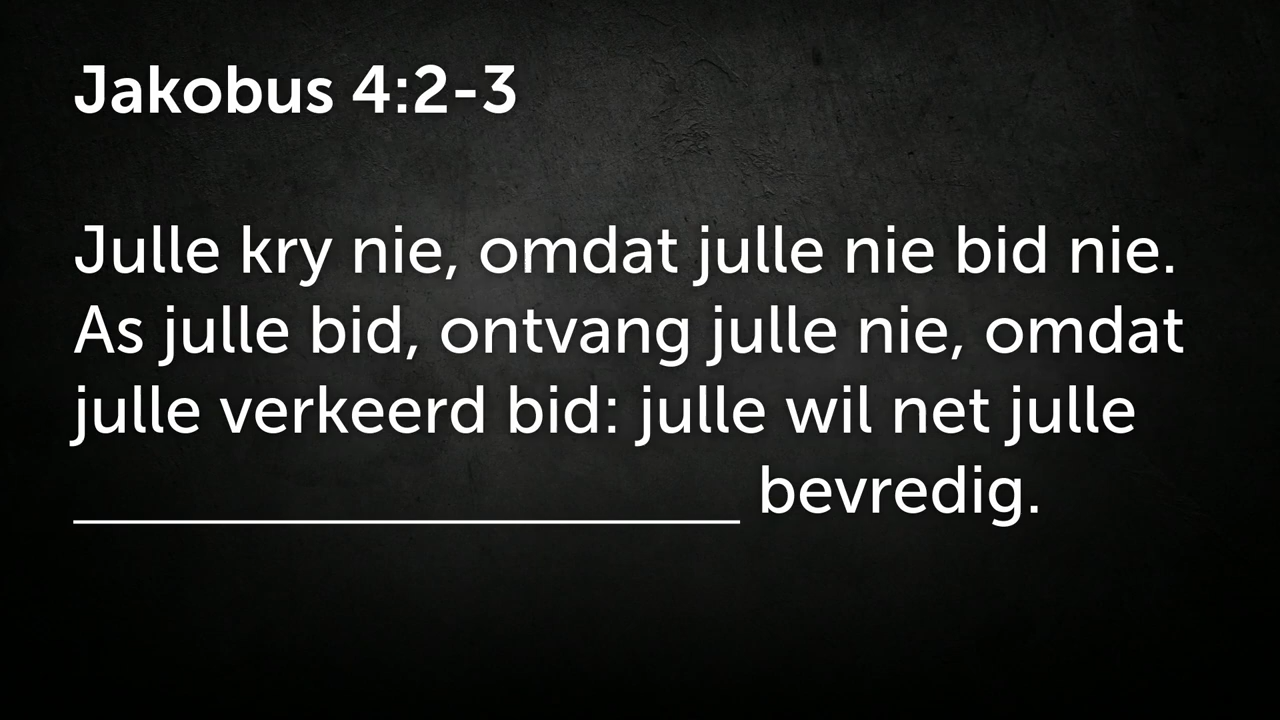 Jakobus 4:2-3
Julle kry nie, omdat julle nie bid nie.
As julle bid, ontvang julle nie, omdat
julle verkeerd bid: julle wil net julle
____________________ bevredig.